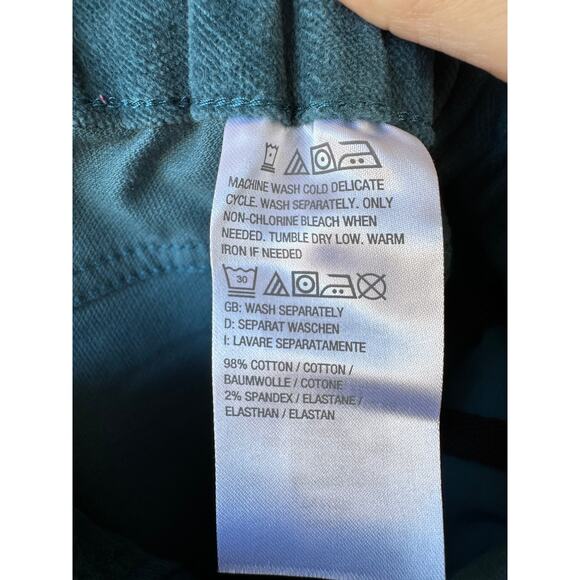 MACHINE WASH COLD DELICATE
CYCLE. WASH SEPARATELY. ONLY
NON-CHLORINE BLEACH WHEN
NEEDED. TUMBLE DRY LOW. WARM
IRON IF NEEDED
30
GB: WASH SEPARATELY
D: SEPARAT WASCHEN
I: LAVARE SEPARATAMENTE
98% COTTON / COTTON /
BAUMWOLLE / COTONE
2% SPANDEX / ELASTANE /
ELASTHAN / ELASTAN